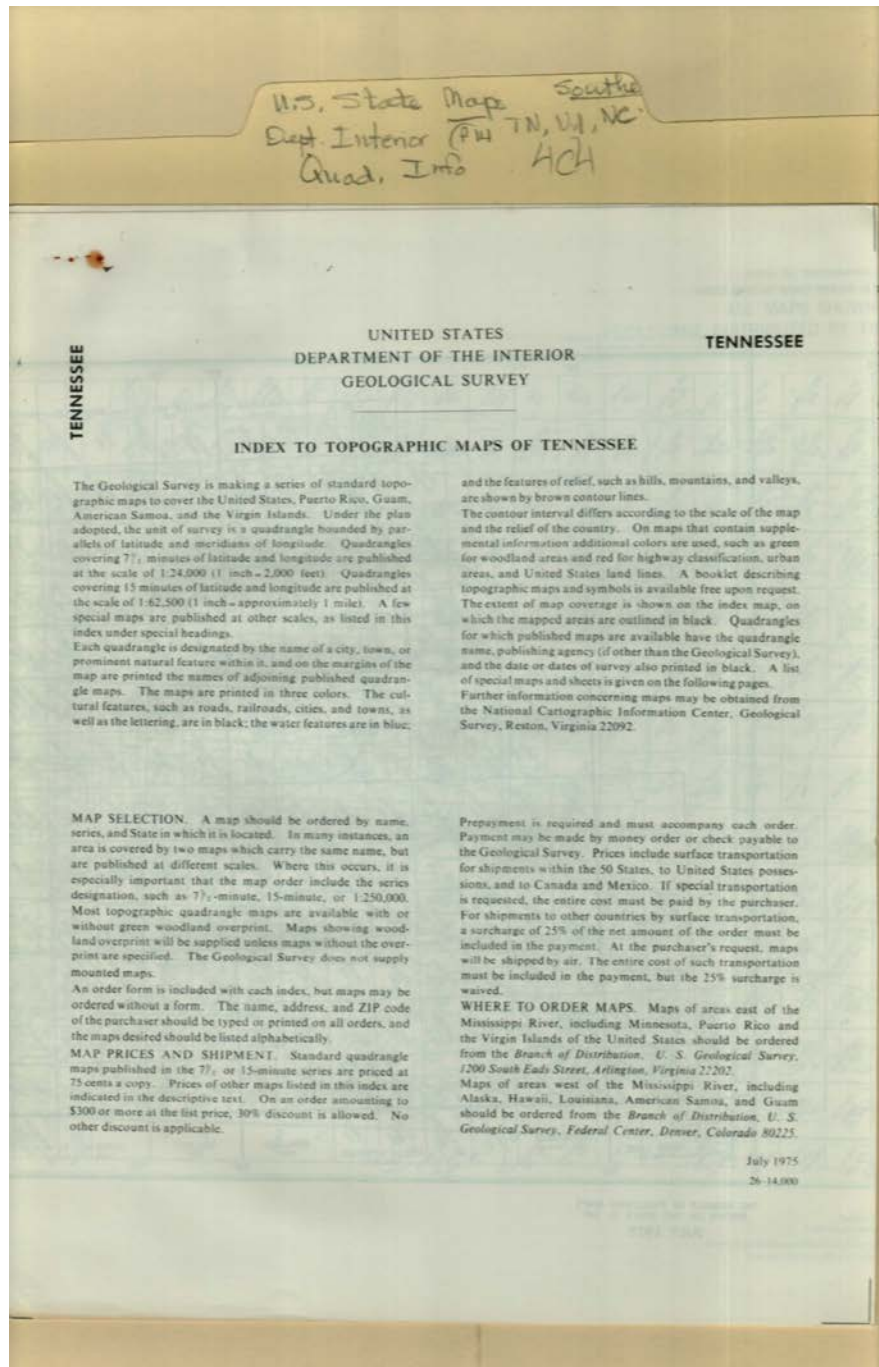 U.S. State Map Southe
Dept. Interior TN, VA, NC
Quad. Info 4c4
TENNESSEE
UNITED STATES
DEPARTMENT OF THE INTERIOR
GEOLOGICAL SURVEY
TENNESSEE
INDEX TO TOPOGRAPHIC MAPS OF TENNESSEE
The Geological Survey is making a series of standard topo-
graphic maps to cover the United States, Puerto Rico, Guam,
American Samoa, and the Virgin Islands. Under the plan
adopted, the unit of survey is a quadrangle bounded by par-
allels of latitude and meridians of longitude. Quadrangles
covering 7½ minutes of latitude and longitude are published
at the scale of 1:24,000 (1 inch = 2,000 feet). Quadrangles
covering 15 minutes of latitude and longitude are published at
the scale of 1:62,500 (1 inch = approximately 1 mile). A few
special maps are published at other scales, as listed in this
index under special headings.
Each quadrangle is designated by the name of a city, town, or
prominent natural feature within it, and on the margins of the
map are printed the names of adjoining published quadran-
gle maps. The maps are printed in three colors. The cul-
tural features, such as roads, railroads, cities, and towns, as
well as the lettering, are in black; the water features are in blue;
and the features of relief, such as hills, mountains, and valleys,
are shown by brown contour lines.
The contour interval differs according to the scale of the map
and the relief of the country. On maps that contain supple-
mental information additional colors are used, such as green
for woodland areas and red for highway classification, urban
areas, and United States land lines. A booklet describing
topographic maps and symbols is available free upon request.
The extent of map coverage is shown on the index map, on
which the mapped areas are outlined in black. Quadrangles
for which published maps are available have the quadrangle
name, publishing agency (if other than the Geological Survey),
and the date or dates of survey also printed in black. A list
of special maps and sheets is given on the following pages.
Further information concerning maps may be obtained from
the National Cartographic Information Center, Geological
Survey, Reston, Virginia 22092.
MAP SELECTION. A map should be ordered by name,
series, and State in which it is located. In many instances, an
area is covered by two maps which carry the same name, but
are published at different scales. Where this occurs, it is
especially important that the map order include the series
designation, such as 7½-minute, 15-minute, or 1:250,000.
Most topographic quadrangle maps are available with or
without green woodland overprint. Maps showing wood-
land overprint will be supplied unless maps without the over-
print are specified. The Geological Survey does not supply
mounted maps.
An order form is included with each index, but maps may be
ordered without a form. The name, address, and ZIP code
of the purchaser should be typed or printed on all orders, and
the maps desired should be listed alphabetically.
MAP PRICES AND SHIPMENT. Standard quadrangle
maps published in the 7½ or 15-minute series are priced at
75 cents a copy. Prices of other maps listed in this index are
indicated in the descriptive text. On an order amounting to
$300 or more at the list price, 30% discount is allowed. No
other discount is applicable.
Prepayment is required and must accompany each order.
Payment may be made by money order or check payable to
the Geological Survey. Prices include surface transportation
for shipments within the 50 States, to United States posses-
sions, and to Canada and Mexico. If special transportation
is requested, the entire cost must be paid by the purchaser.
For shipments to other countries by surface transportation,
a surcharge of 25% of the net amount of the order must be
included in the payment. At the purchaser's request, maps
will be shipped by air. The entire cost of such transportation
must be included in the payment, but the 25% surcharge is
waived.
WHERE TO ORDER MAPS. Maps of areas east of the
Mississippi River, including Minnesota, Puerto Rico and
the Virgin Islands of the United States should be ordered
from the Branch of Distribution, U. S. Geological Survey,
1200 South Eads Street, Arlington, Virginia 22202.
Maps of areas west of the Mississippi River, including
Alaska, Hawaii, Louisiana, American Samoa, and Guam
should be ordered from the Branch of Distribution, U. S.
Geological Survey, Federal Center, Denver, Colorado 80225.
July 1975
26-14,000